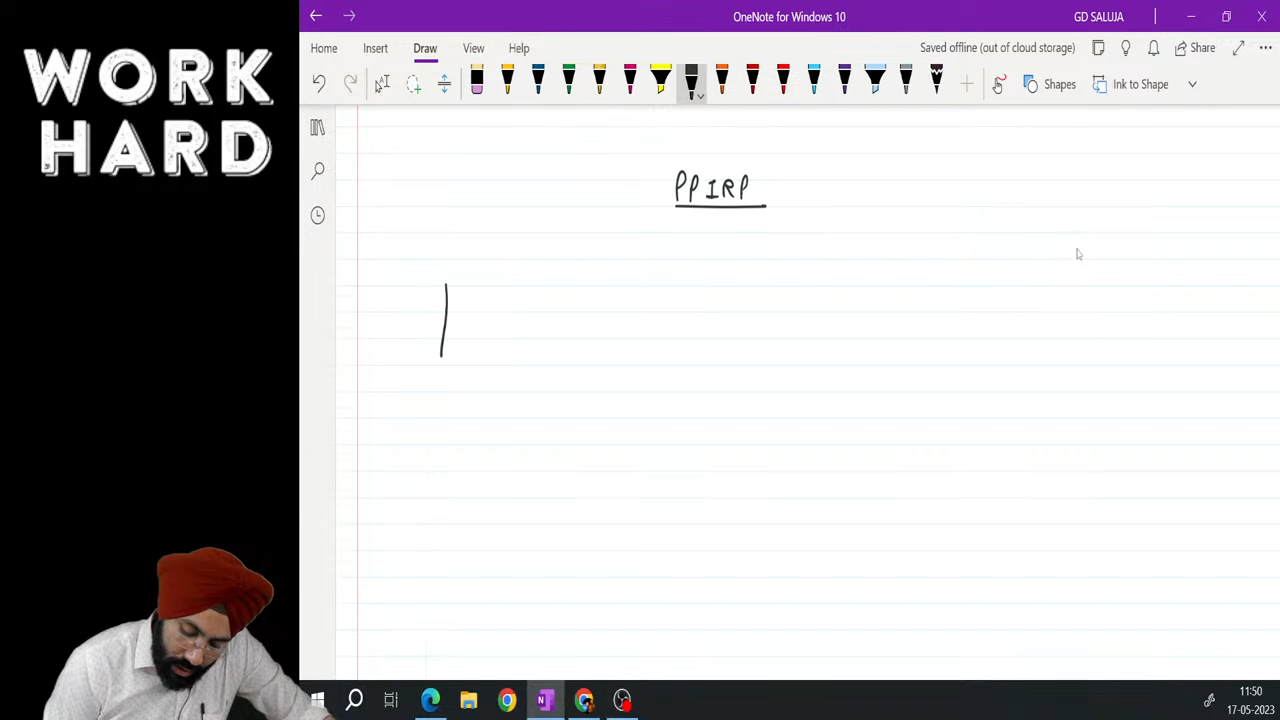 WORK
HARD
OneNote for Windows 10
GD SALUJA
Home Insert Draw View Help
Saved offline (out of cloud storage)
Share
Shapes
Ink to Shape
PPIRP
11:50
17-05-2023